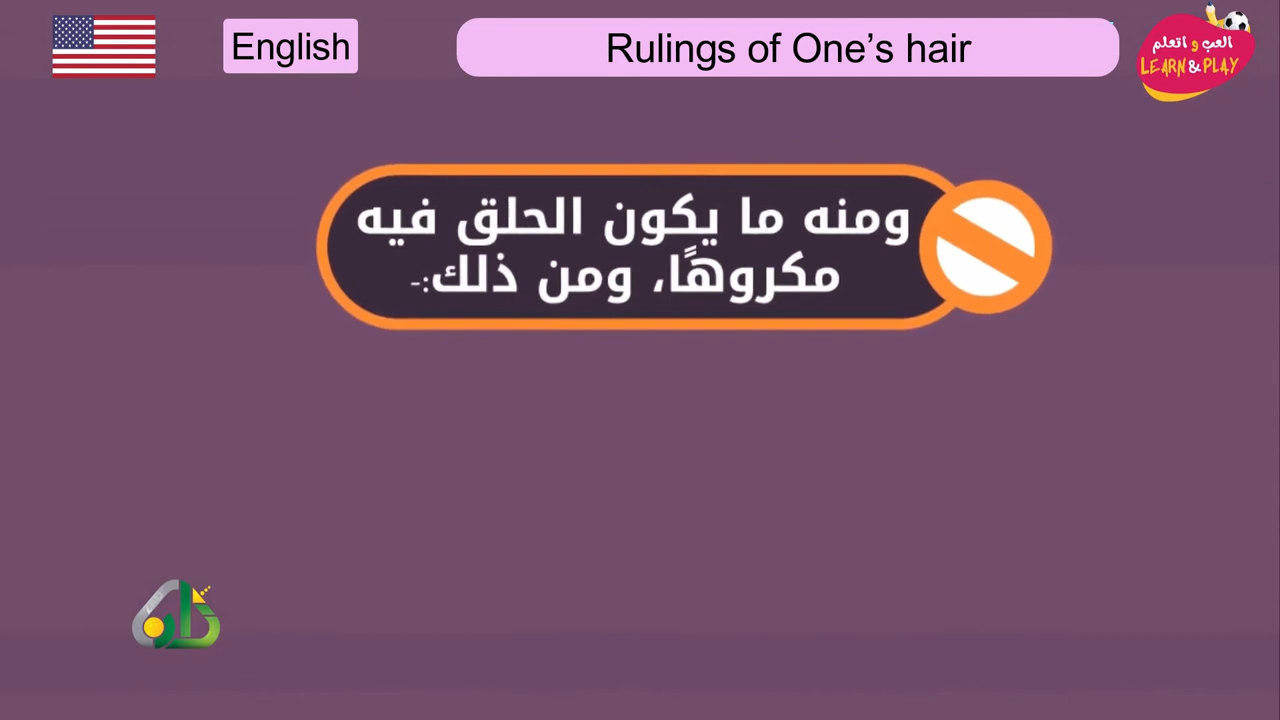 English
Rulings of One’s hair
العب و اتعلم
LEARN & PLAY
ومنه ما يكون الحلق فيه
مكروهًا، ومن ذلك:-